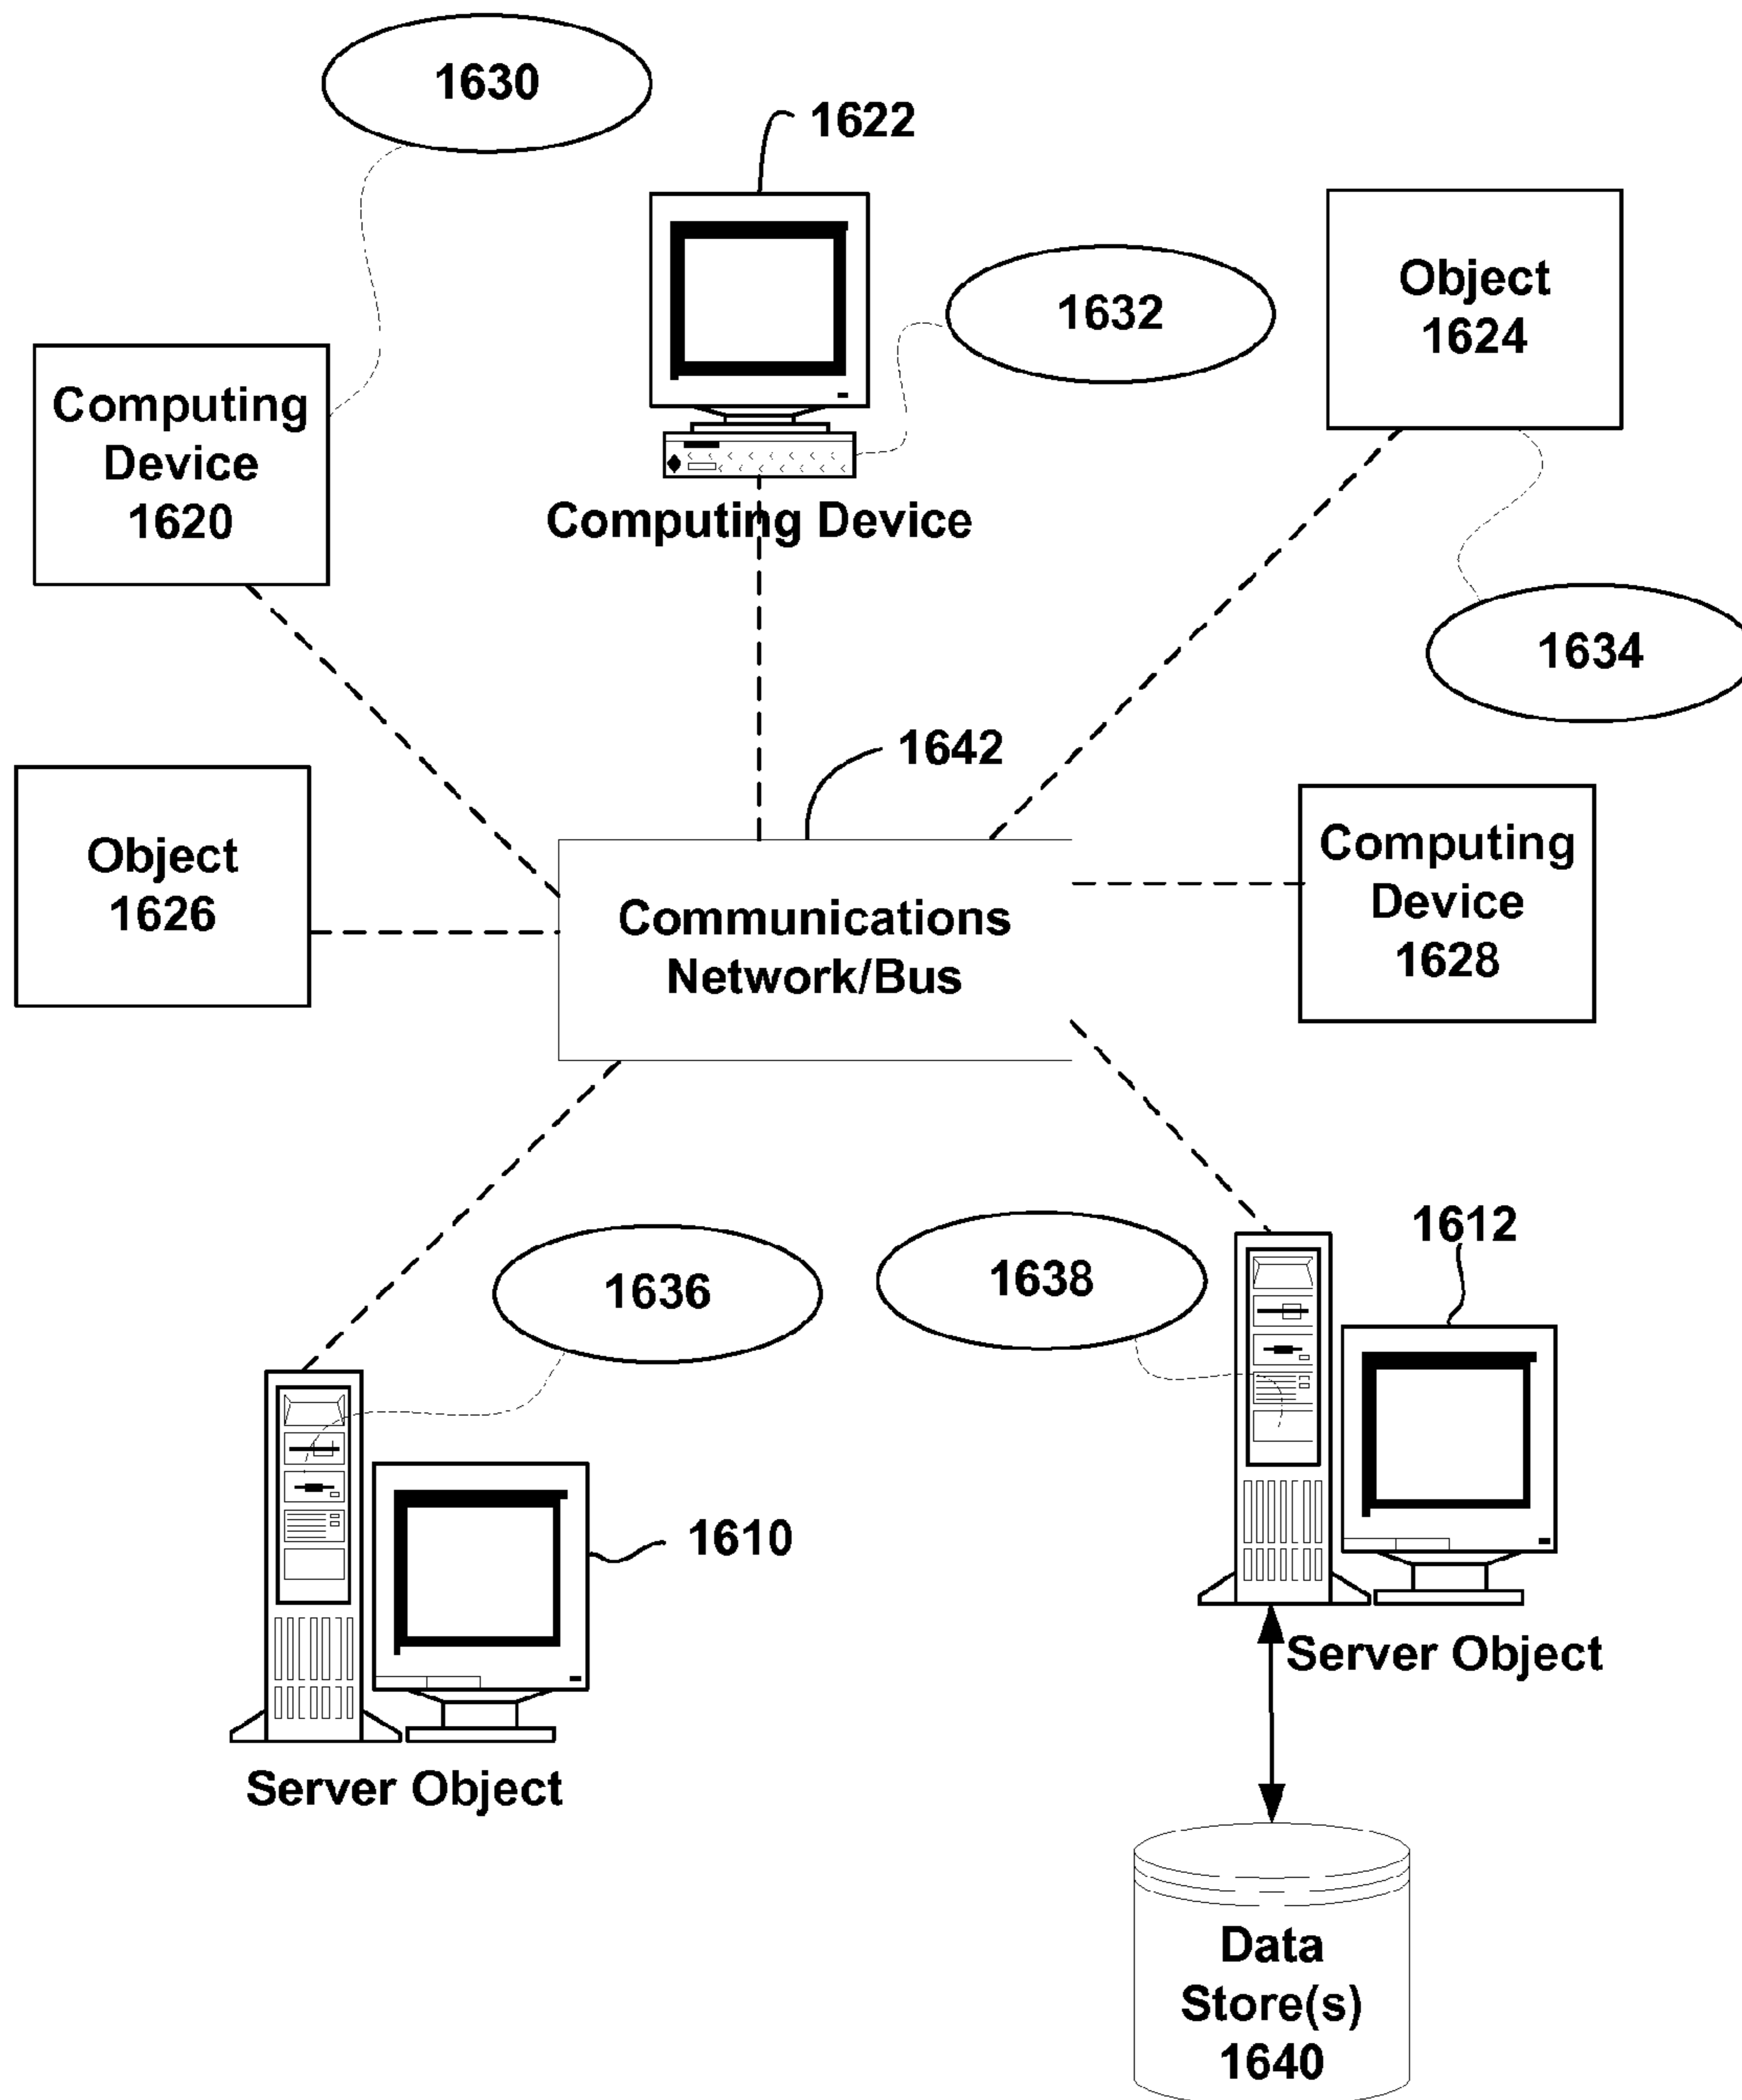 1630
1622
1632
Object
1624
Computing
Device
1620
Computing Device
1634
1642
Object
1626
Communications
Network/Bus
Computing
Device
1628
1612
1636
1638
1610
Server Object
Server Object
Data
Store(s)
1640